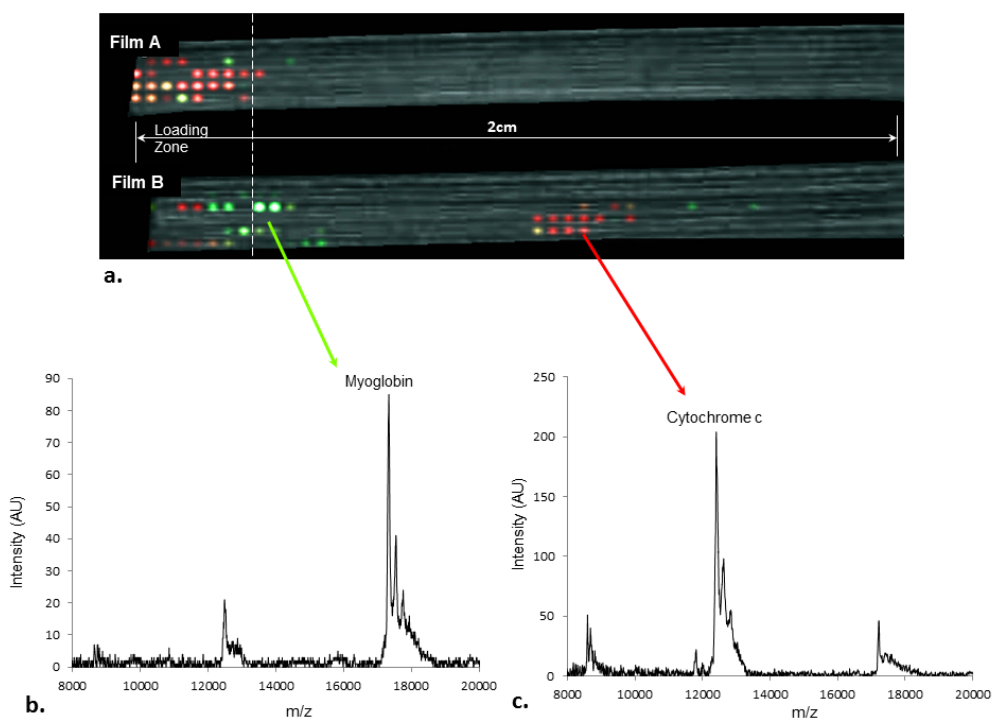 Film A
Loading
Zone
2cm
Film B
a.
Myoglobin
90
80
70
60
50
40
30
20
10
0
Intensity (AU)
8000 10000 12000 14000 16000 18000 20000
m/z
b.
Cytochrome c
250
200
150
100
50
0
Intensity (AU)
8000 10000 12000 14000 16000 18000 20000
m/z
c.